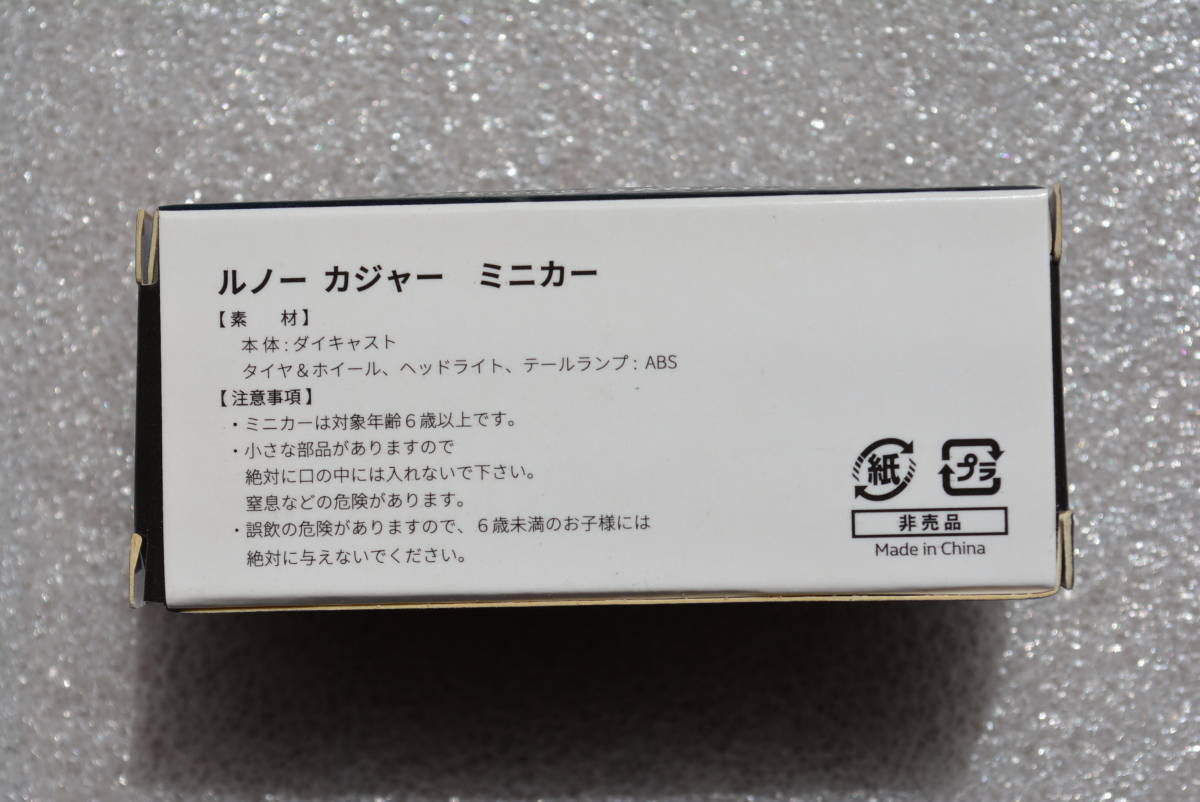 ルノー カジャー　ミニカー
【素　材】
本体：ダイキャスト
タイヤ＆ホイール、ヘッドライト、テールランプ：ABS
【注意事項】
・ミニカーは対象年齢６歳以上です。
・小さな部品がありますので
絶対に口の中には入れないで下さい。
窒息などの危険があります。
・誤飲の危険がありますので、６歳未満のお子様には
絶対に与えないでください。
紙 プラ
非売品
Made in China